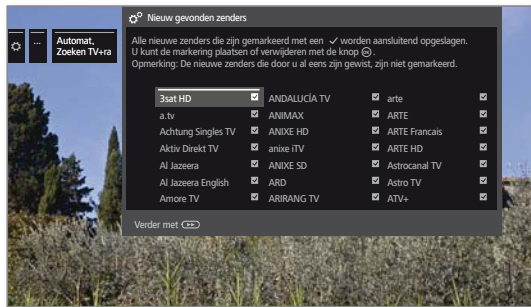 Nieuw gevonden zenders
...
Automat,
Zoeken TV+ra
Alle nieuwe zenders die zijn gemarkeerd met een ✓ worden aansluitend opgeslagen.
U kunt de markering plaatsen of verwijderen met de knop OK.
Opmerking: De nieuwe zenders die door u al eens zijn gewist, zijn niet gemarkeerd.
3sat HD ANDALUCÍA TV arte
a.tv ANIMAX ARTE
Achtung Singles TV ANIXE HD ARTE Francais
Aktiv Direkt TV anixe iTV ARTE HD
Al Jazeera ANIXE SD Astrocanal TV
Al Jazeera English ARD Astro TV
Amore TV ARIRANG TV ATV+
Verder met